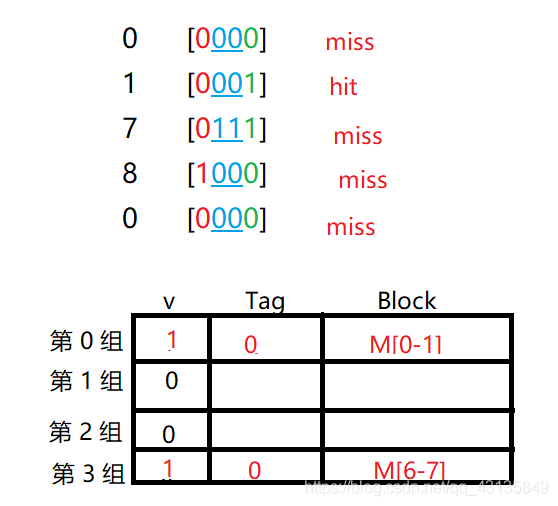 0 [0000] miss
1 [0001] hit
7 [0111] miss
8 [1000] miss
0 [0000] miss
v Tag Block
第 0 组 1 0 M[0-1]
第 1 组 0
第 2 组 0
第 3 组 1 0 M[6-7]
https://blog.csdn.net/qq_43135849